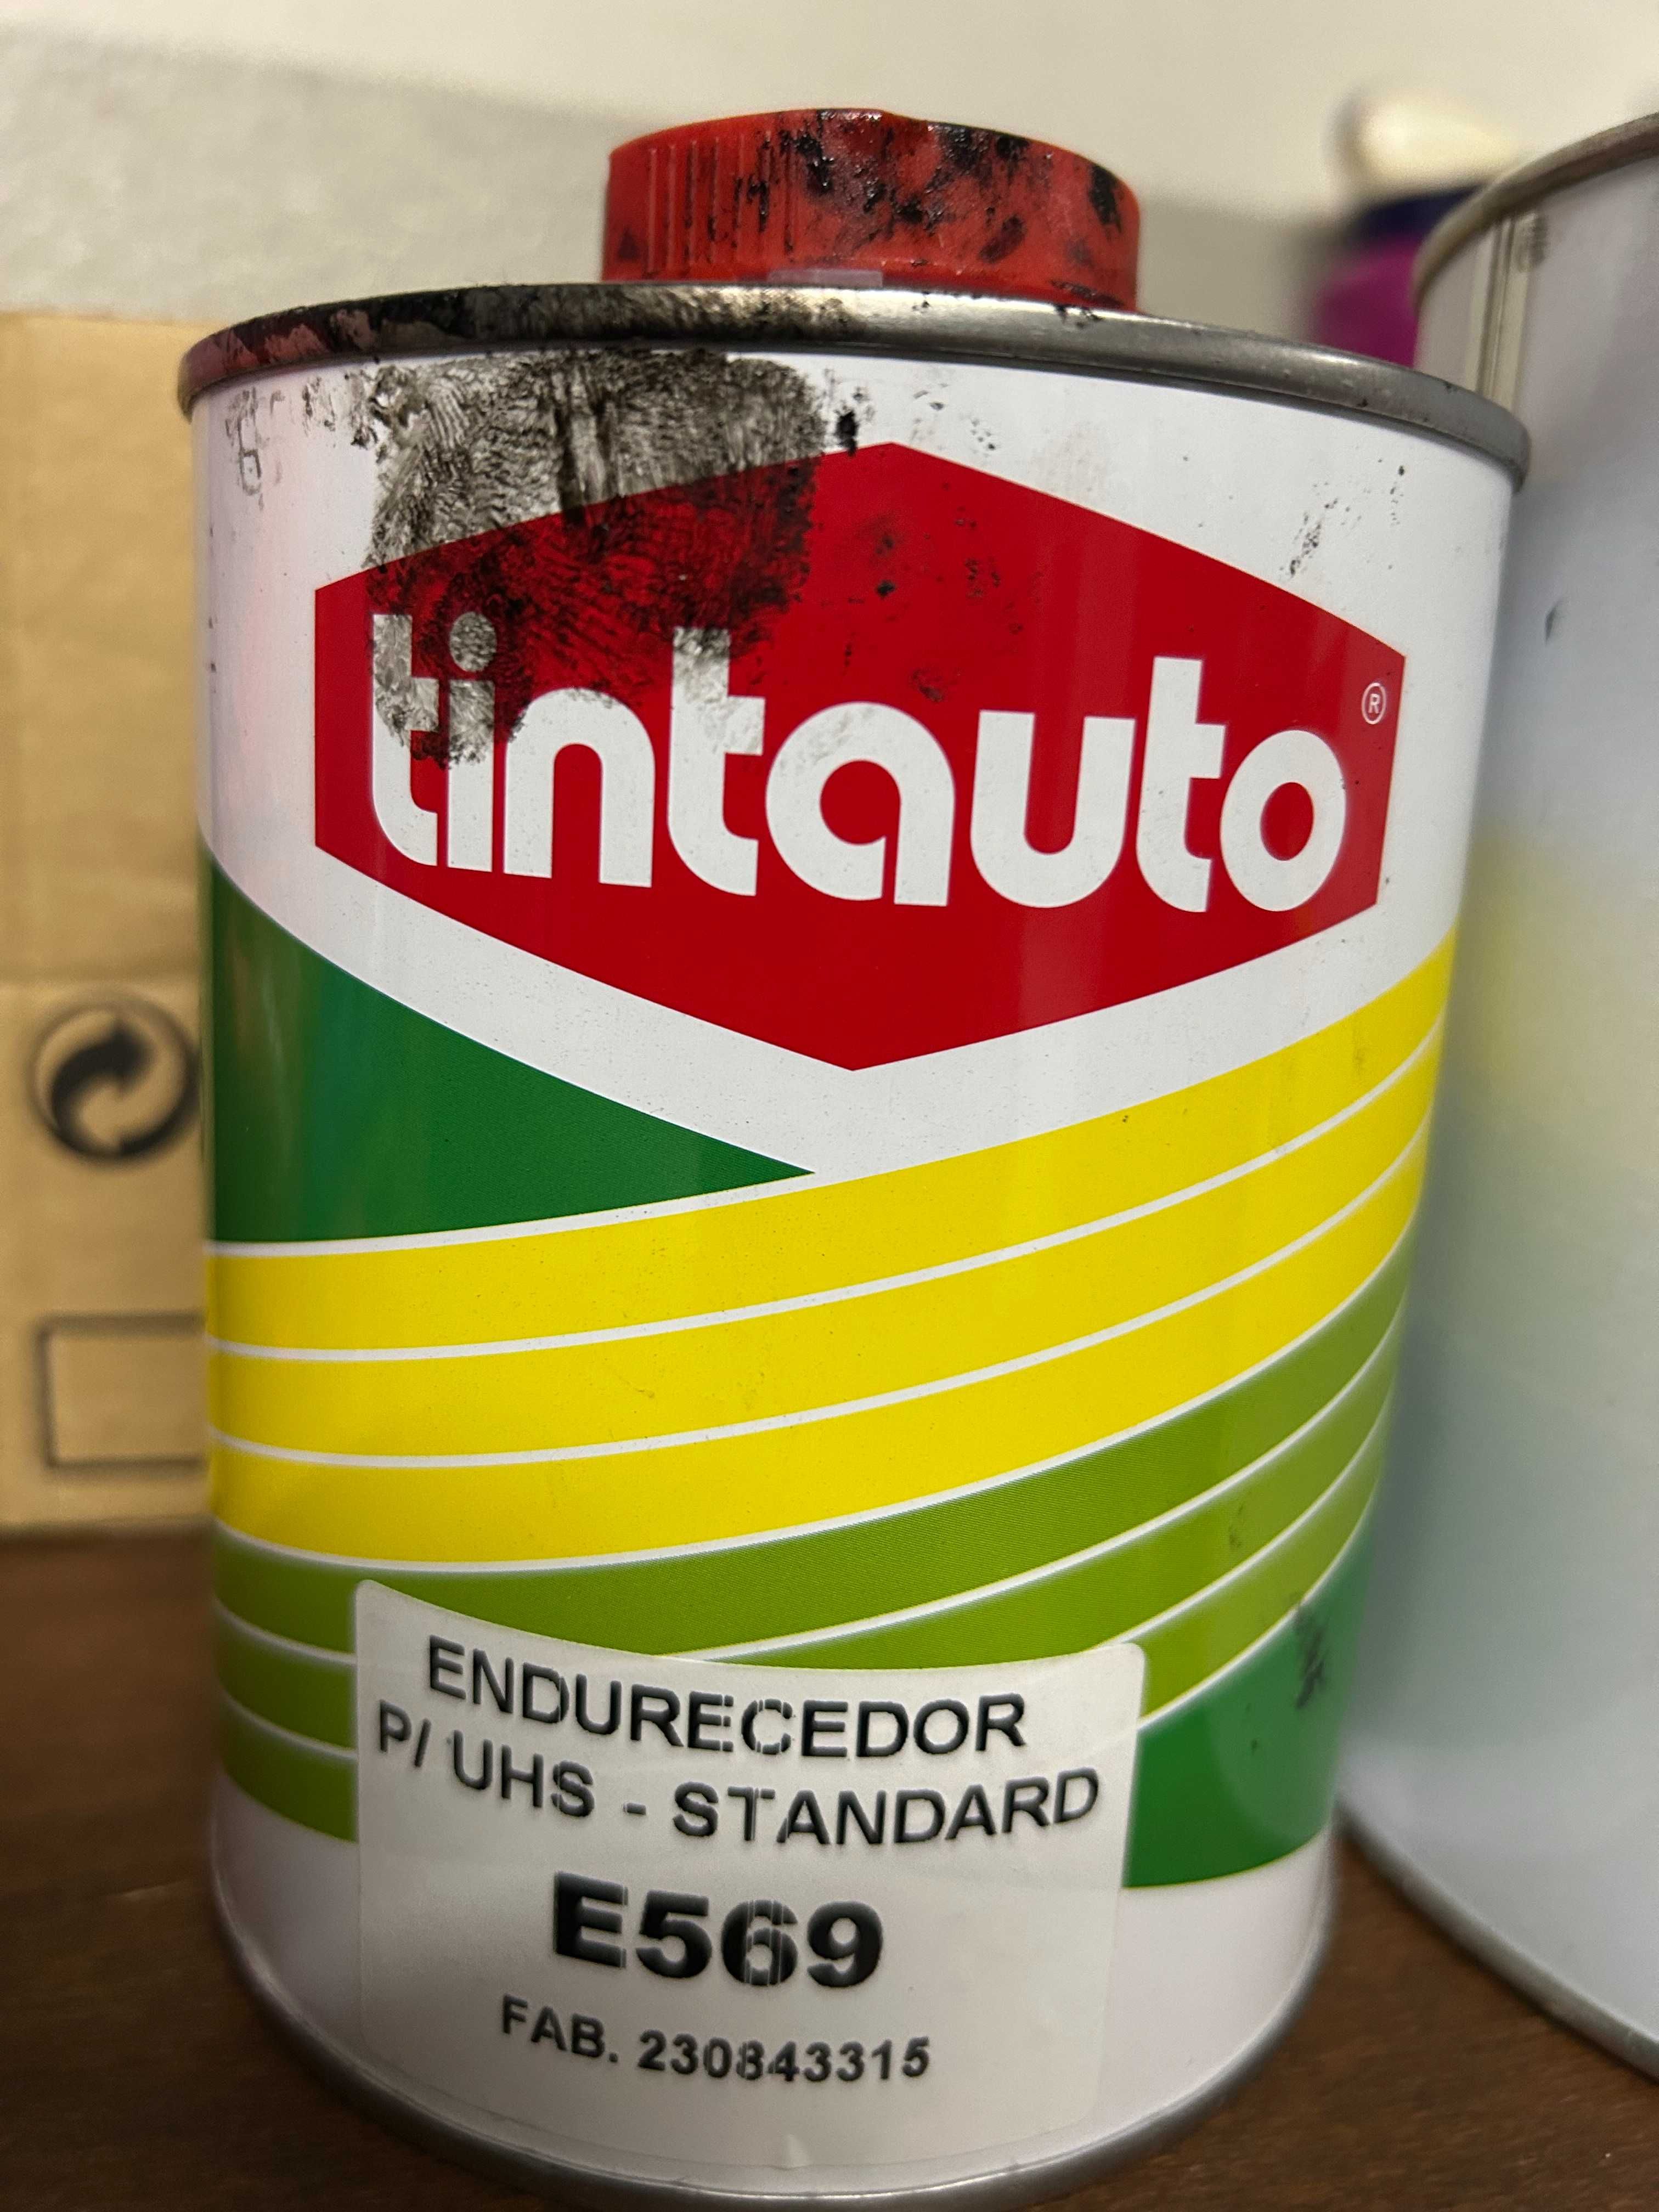 tintauto®
ENDURECEDOR
P/ UHS - STANDARD
E569
FAB. 230843315